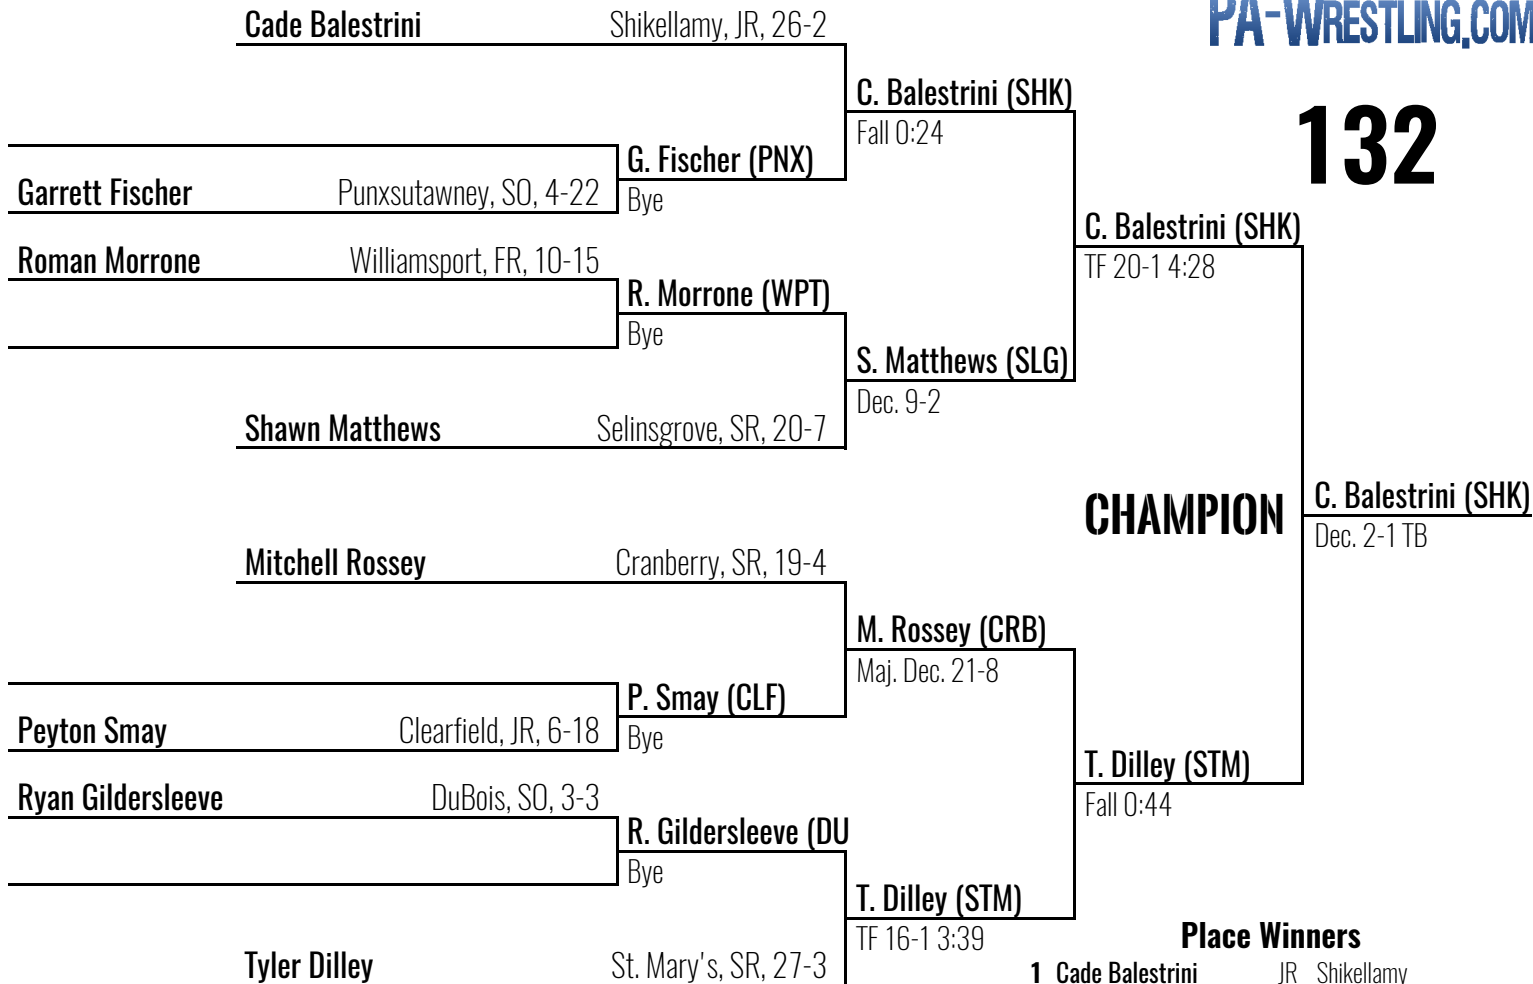 PA-WRESTLING.COM
132
Cade Balestrini Shikellamy, JR, 26-2
C. Balestrini (SHK)
Fall 0:24
G. Fischer (PNX)
Garrett Fischer Punxsutawney, SO, 4-22
Bye
C. Balestrini (SHK)
TF 20-1 4:28
Roman Morrone Williamsport, FR, 10-15
R. Morrone (WPT)
Bye
S. Matthews (SLG)
Dec. 9-2
Shawn Matthews Selinsgrove, SR, 20-7
CHAMPION
C. Balestrini (SHK)
Dec. 2-1 TB
Mitchell Rossey Cranberry, SR, 19-4
M. Rossey (CRB)
Maj. Dec. 21-8
P. Smay (CLF)
Peyton Smay Clearfield, JR, 6-18
Bye
T. Dilley (STM)
Fall 0:44
Ryan Gildersleeve DuBois, SO, 3-3
R. Gildersleeve (DU
Bye
T. Dilley (STM)
TF 16-1 3:39
Tyler Dilley St. Mary's, SR, 27-3
Place Winners
1 Cade Balestrini JR Shikellamy